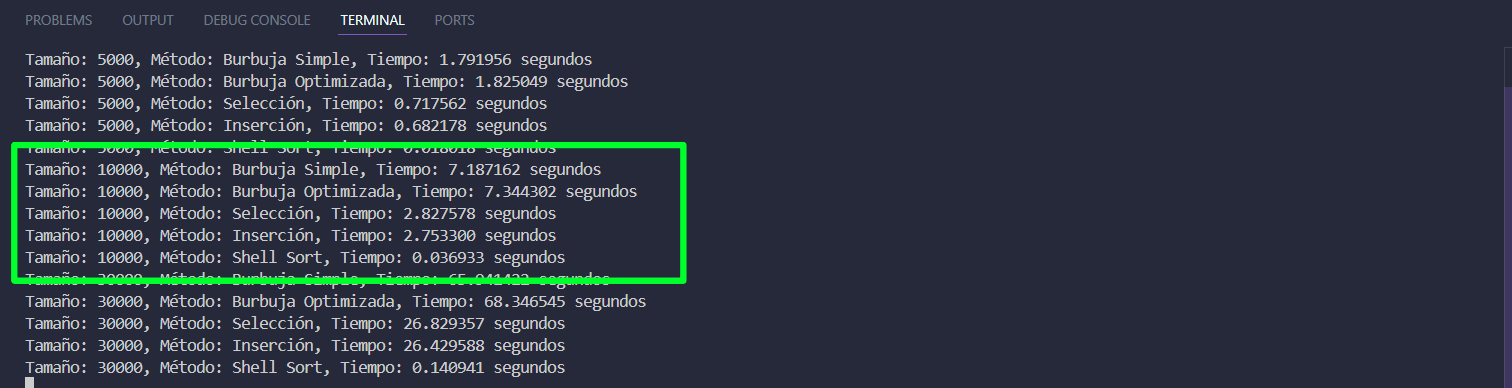 PROBLEMS OUTPUT DEBUG CONSOLE TERMINAL PORTS
Tamaño: 5000, Método: Burbuja Simple, Tiempo: 1.791956 segundos
Tamaño: 5000, Método: Burbuja Optimizada, Tiempo: 1.825049 segundos
Tamaño: 5000, Método: Selección, Tiempo: 0.717562 segundos
Tamaño: 5000, Método: Inserción, Tiempo: 0.682178 segundos
Tamaño: 5000, Método: Shell Sort, Tiempo: 0.018018 segundos
Tamaño: 10000, Método: Burbuja Simple, Tiempo: 7.187162 segundos
Tamaño: 10000, Método: Burbuja Optimizada, Tiempo: 7.344302 segundos
Tamaño: 10000, Método: Selección, Tiempo: 2.827578 segundos
Tamaño: 10000, Método: Inserción, Tiempo: 2.753300 segundos
Tamaño: 10000, Método: Shell Sort, Tiempo: 0.036933 segundos
Tamaño: 30000, Método: Burbuja Simple, Tiempo: 65.941422 segundos
Tamaño: 30000, Método: Burbuja Optimizada, Tiempo: 68.346545 segundos
Tamaño: 30000, Método: Selección, Tiempo: 26.829357 segundos
Tamaño: 30000, Método: Inserción, Tiempo: 26.429588 segundos
Tamaño: 30000, Método: Shell Sort, Tiempo: 0.140941 segundos